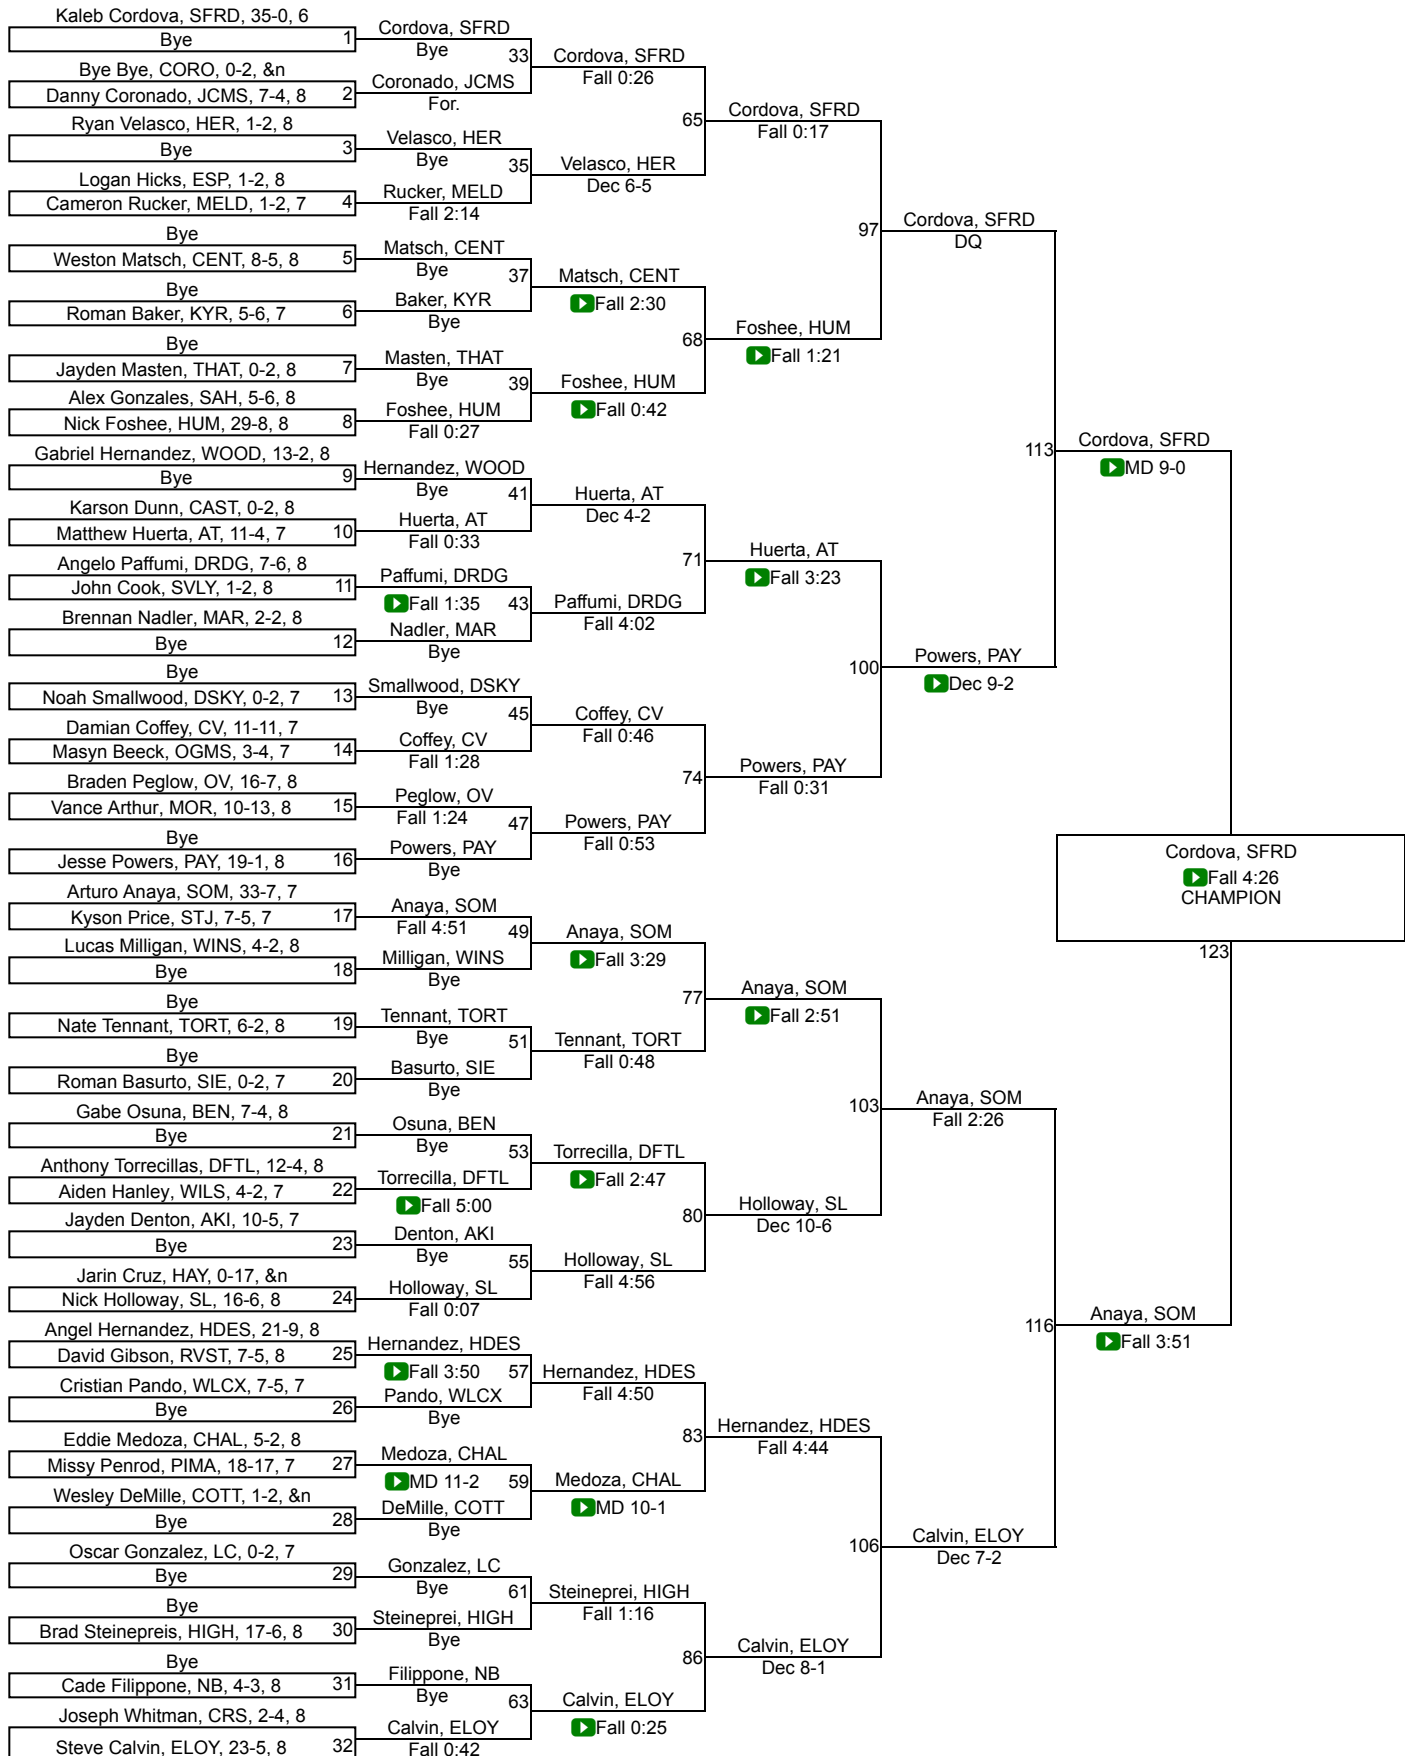 Kaleb Cordova, SFRD, 35-0, 6
Bye 1
Bye Bye, CORO, 0-2, &n
Danny Coronado, JCMS, 7-4, 8 2
Ryan Velasco, HER, 1-2, 8
Bye 3
Logan Hicks, ESP, 1-2, 8
Cameron Rucker, MELD, 1-2, 7 4
Bye
Weston Matsch, CENT, 8-5, 8 5
Bye
Roman Baker, KYR, 5-6, 7 6
Bye
Jayden Masten, THAT, 0-2, 8 7
Alex Gonzales, SAH, 5-6, 8
Nick Foshee, HUM, 29-8, 8 8
Gabriel Hernandez, WOOD, 13-2, 8
Bye 9
Karson Dunn, CAST, 0-2, 8
Matthew Huerta, AT, 11-4, 7 10
Angelo Paffumi, DRDG, 7-6, 8
John Cook, SVLY, 1-2, 8 11
Brennan Nadler, MAR, 2-2, 8
Bye 12
Bye
Noah Smallwood, DSKY, 0-2, 7 13
Damian Coffey, CV, 11-11, 7
Masyn Beeck, OGMS, 3-4, 7 14
Braden Peglow, OV, 16-7, 8
Vance Arthur, MOR, 10-13, 8 15
Bye
Jesse Powers, PAY, 19-1, 8 16
Arturo Anaya, SOM, 33-7, 7
Kyson Price, STJ, 7-5, 7 17
Lucas Milligan, WINS, 4-2, 8
Bye 18
Bye
Nate Tennant, TORT, 6-2, 8 19
Bye
Roman Basurto, SIE, 0-2, 7 20
Gabe Osuna, BEN, 7-4, 8
Bye 21
Anthony Torrecillas, DFTL, 12-4, 8
Aiden Hanley, WILS, 4-2, 7 22
Jayden Denton, AKI, 10-5, 7
Bye 23
Jarin Cruz, HAY, 0-17, &n
Nick Holloway, SL, 16-6, 8 24
Angel Hernandez, HDES, 21-9, 8
David Gibson, RVST, 7-5, 8 25
Cristian Pando, WLCX, 7-5, 7
Bye 26
Eddie Medoza, CHAL, 5-2, 8
Missy Penrod, PIMA, 18-17, 7 27
Wesley DeMille, COTT, 1-2, &n
Bye 28
Oscar Gonzalez, LC, 0-2, 7
Bye 29
Bye
Brad Steinepreis, HIGH, 17-6, 8 30
Bye
Cade Filippone, NB, 4-3, 8 31
Joseph Whitman, CRS, 2-4, 8
Steve Calvin, ELOY, 23-5, 8 32
Cordova, SFRD
Bye 33
Coronado, JCMS
For.
Velasco, HER
Bye 35
Rucker, MELD
Fall 2:14
Matsch, CENT
Bye 37
Baker, KYR
Bye
Masten, THAT
Bye 39
Foshee, HUM
Fall 0:27
Hernandez, WOOD
Bye 41
Huerta, AT
Fall 0:33
Paffumi, DRDG
Fall 1:35 43
Nadler, MAR
Bye
Smallwood, DSKY
Bye 45
Coffey, CV
Fall 1:28
Peglow, OV
Fall 1:24 47
Powers, PAY
Bye
Anaya, SOM
Fall 4:51 49
Milligan, WINS
Bye
Tennant, TORT
Bye 51
Basurto, SIE
Bye
Osuna, BEN
Bye 53
Torrecilla, DFTL
Fall 5:00
Denton, AKI
Bye 55
Holloway, SL
Fall 0:07
Hernandez, HDES
Fall 3:50 57
Pando, WLCX
Bye
Medoza, CHAL
MD 11-2 59
DeMille, COTT
Bye
Gonzalez, LC
Bye 61
Steineprei, HIGH
Bye
Filippone, NB
Bye 63
Calvin, ELOY
Fall 0:42
Cordova, SFRD
Fall 0:26
65
Velasco, HER
Dec 6-5
Matsch, CENT
Fall 2:30
68
Foshee, HUM
Fall 0:42
Huerta, AT
Dec 4-2
71
Paffumi, DRDG
Fall 4:02
Coffey, CV
Fall 0:46
74
Powers, PAY
Fall 0:53
Anaya, SOM
Fall 3:29
77
Tennant, TORT
Fall 0:48
Torrecilla, DFTL
Fall 2:47
80
Holloway, SL
Fall 4:56
Hernandez, HDES
Fall 4:50
83
Medoza, CHAL
MD 10-1
Steineprei, HIGH
Fall 1:16
86
Calvin, ELOY
Fall 0:25
Cordova, SFRD
Fall 0:17
97
Foshee, HUM
Fall 1:21
Huerta, AT
Fall 3:23
100
Powers, PAY
Fall 0:31
Anaya, SOM
Fall 2:51
103
Holloway, SL
Dec 10-6
Hernandez, HDES
Fall 4:44
106
Calvin, ELOY
Dec 8-1
Cordova, SFRD
DQ
113
Powers, PAY
Dec 9-2
Anaya, SOM
Fall 2:26
116
Calvin, ELOY
Dec 7-2
Cordova, SFRD
MD 9-0
Cordova, SFRD
Fall 4:26
CHAMPION
123
Anaya, SOM
Fall 3:51